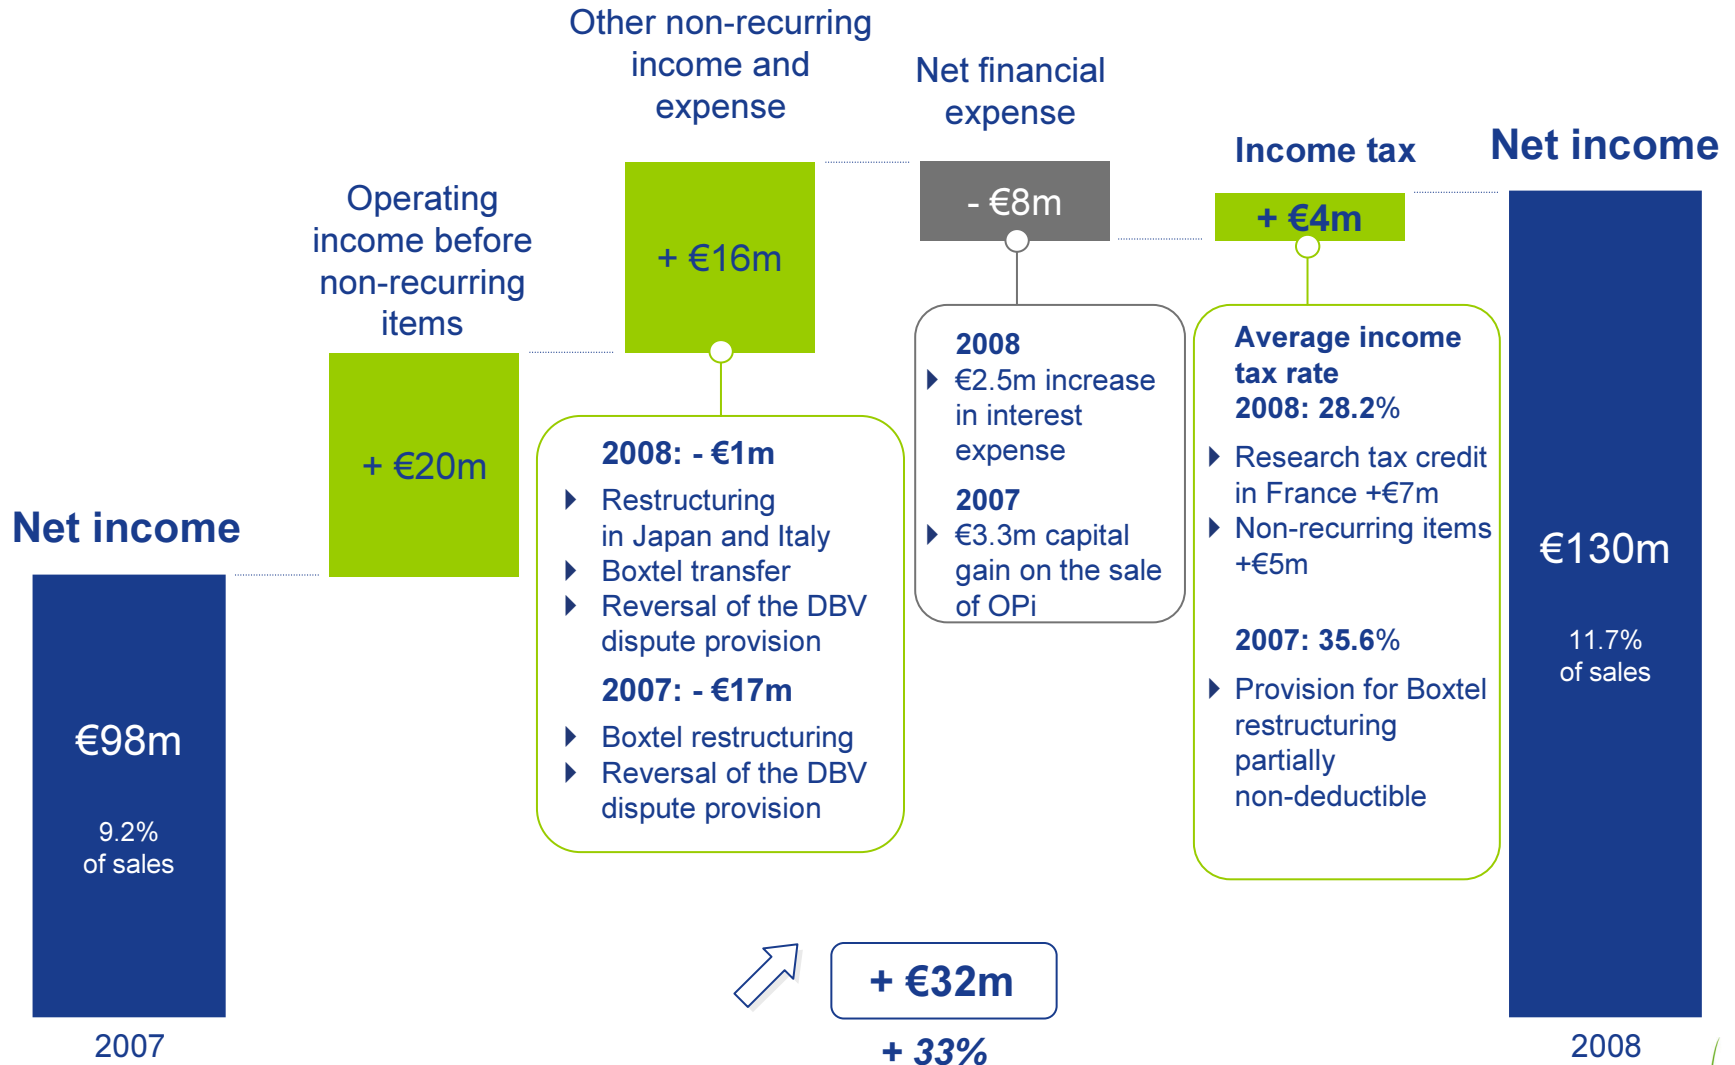 Other non-recurring
income and
expense
Net financial
expense
Income tax
Net income
Operating
income before
non-recurring
items
- €8m
+ €4m
+ €16m
+ €20m
Net income
€98m
9.2%
of sales
2007
2008: - €1m
Restructuring
in Japan and Italy
Boxtel transfer
Reversal of the DBV
dispute provision
2007: - €17m
Boxtel restructuring
Reversal of the DBV
dispute provision
2008
€2.5m increase
in interest
expense
2007
€3.3m capital
gain on the sale
of OPi
Average income
tax rate
2008: 28.2%
Research tax credit
in France +€7m
Non-recurring items
+€5m
2007: 35.6%
Provision for Boxtel
restructuring
partially
non-deductible
€130m
11.7%
of sales
2008
+ €32m
+ 33%